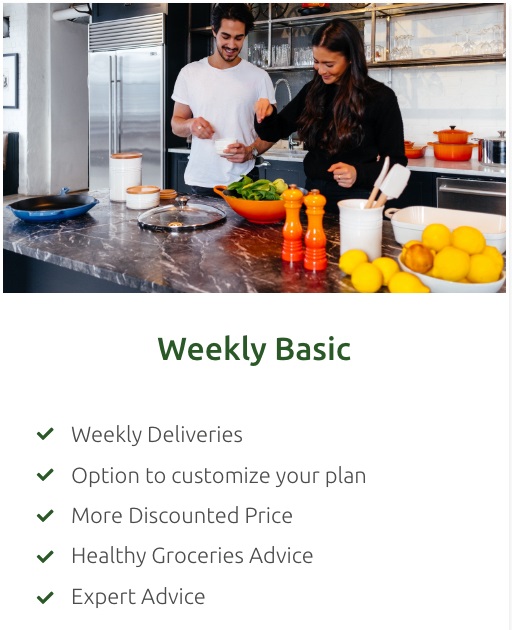 Weekly Basic
Weekly Deliveries
Option to customize your plan
More Discounted Price
Healthy Groceries Advice
Expert Advice